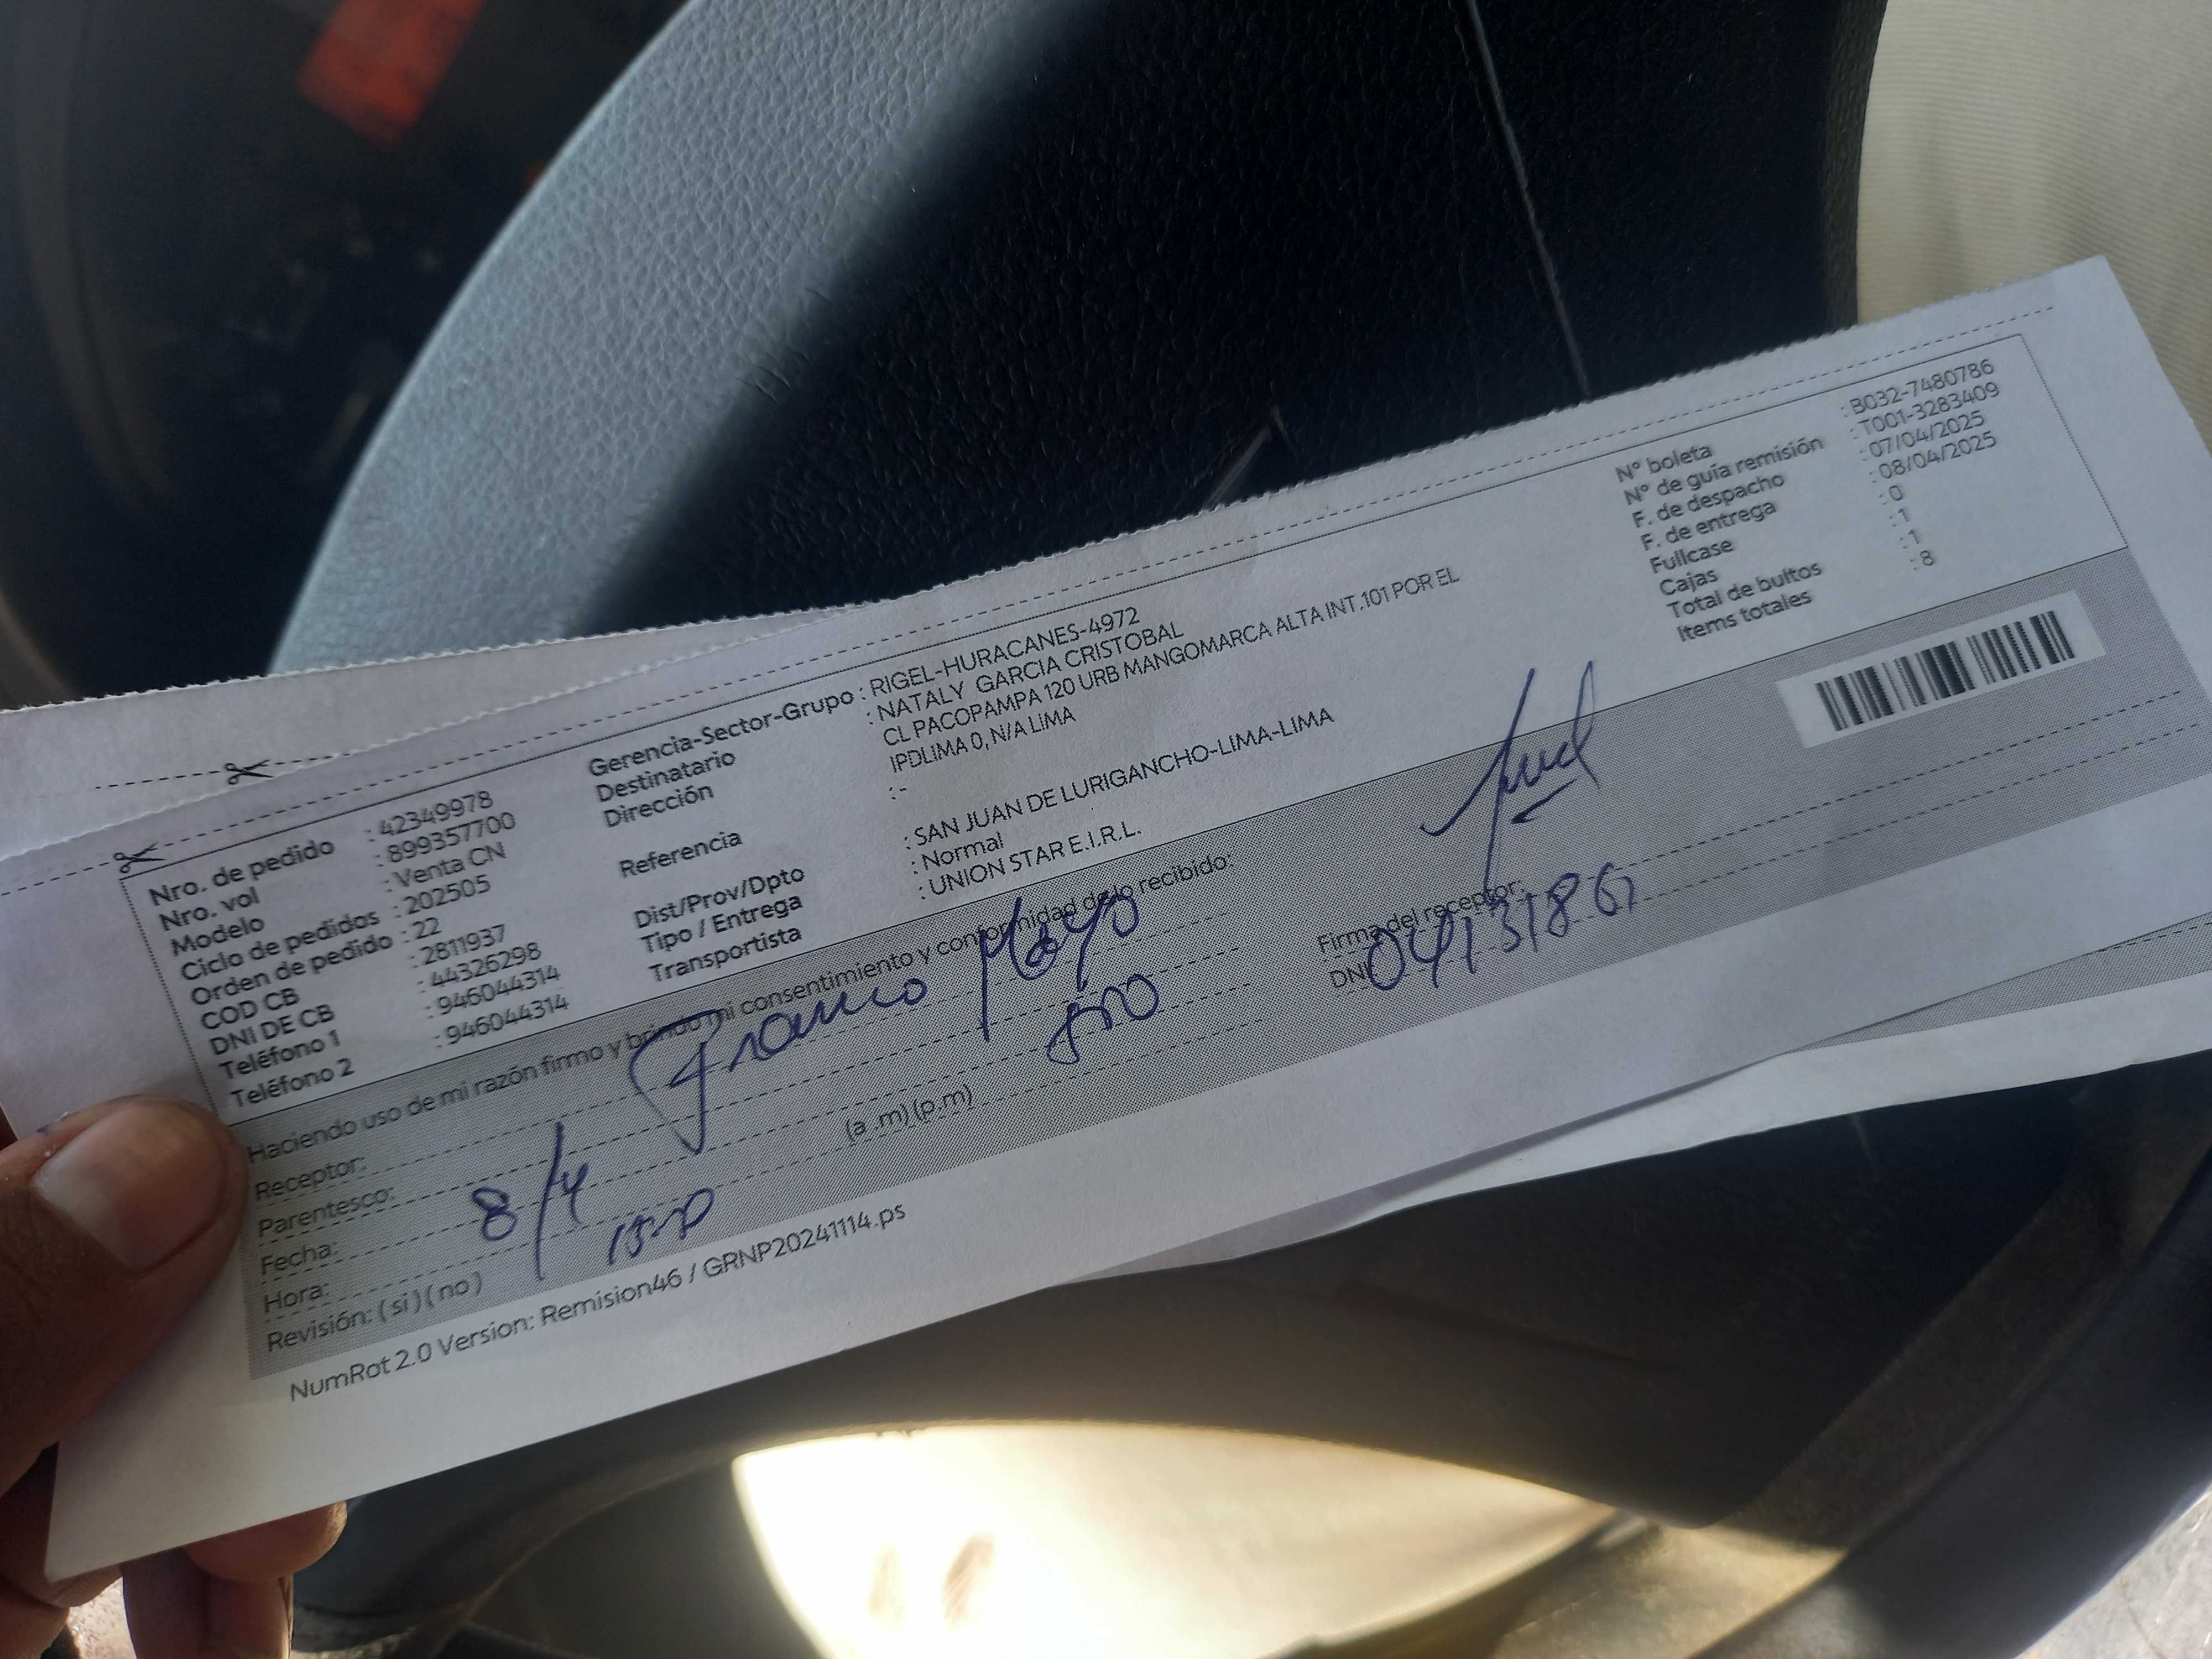 Nro. de pedido : 42349978
Nro. vol : 899357700
Modelo : Venta CN
Ciclo de pedidos : 202505
Orden de pedido : 22
COD CB : 2811937
DNI DE CB : 44326298
Teléfono 1 : 946044314
Teléfono 2 : 946044314
Gerencia-Sector-Grupo : RIGEL-HURACANES-4972
Destinatario : NATALY GARCIA CRISTOBAL
Dirección CL PACOPAMPA 120 URB MANGOMARCA ALTA INT.101 POR EL
IPDLIMA 0, N/A LIMA
Referencia : -
Dist/Prov/Dpto : SAN JUAN DE LURIGANCHO-LIMA-LIMA
Tipo / Entrega : Normal
Transportista : UNION STAR E.I.R.L.
N° boleta : B032-7480786
N° de guía remisión : T001-3283409
F. de despacho : 07/04/2025
F. de entrega : 08/04/2025
Fullcase : 0
Cajas : 1
Total de bultos : 1
Items totales : 8
Haciendo uso de mi razón firmo y brindo mi consentimiento y conformidad de lo recibido:
Receptor: Franco Mayo
Parentesco:
Fecha: 8/4
Hora: (a .m) (p.m)
Revisión: ( si ) ( no )
Firma del receptor:
DNI 04131861
NumRot 2.0 Version: Remision46 / GRNP20241114.ps